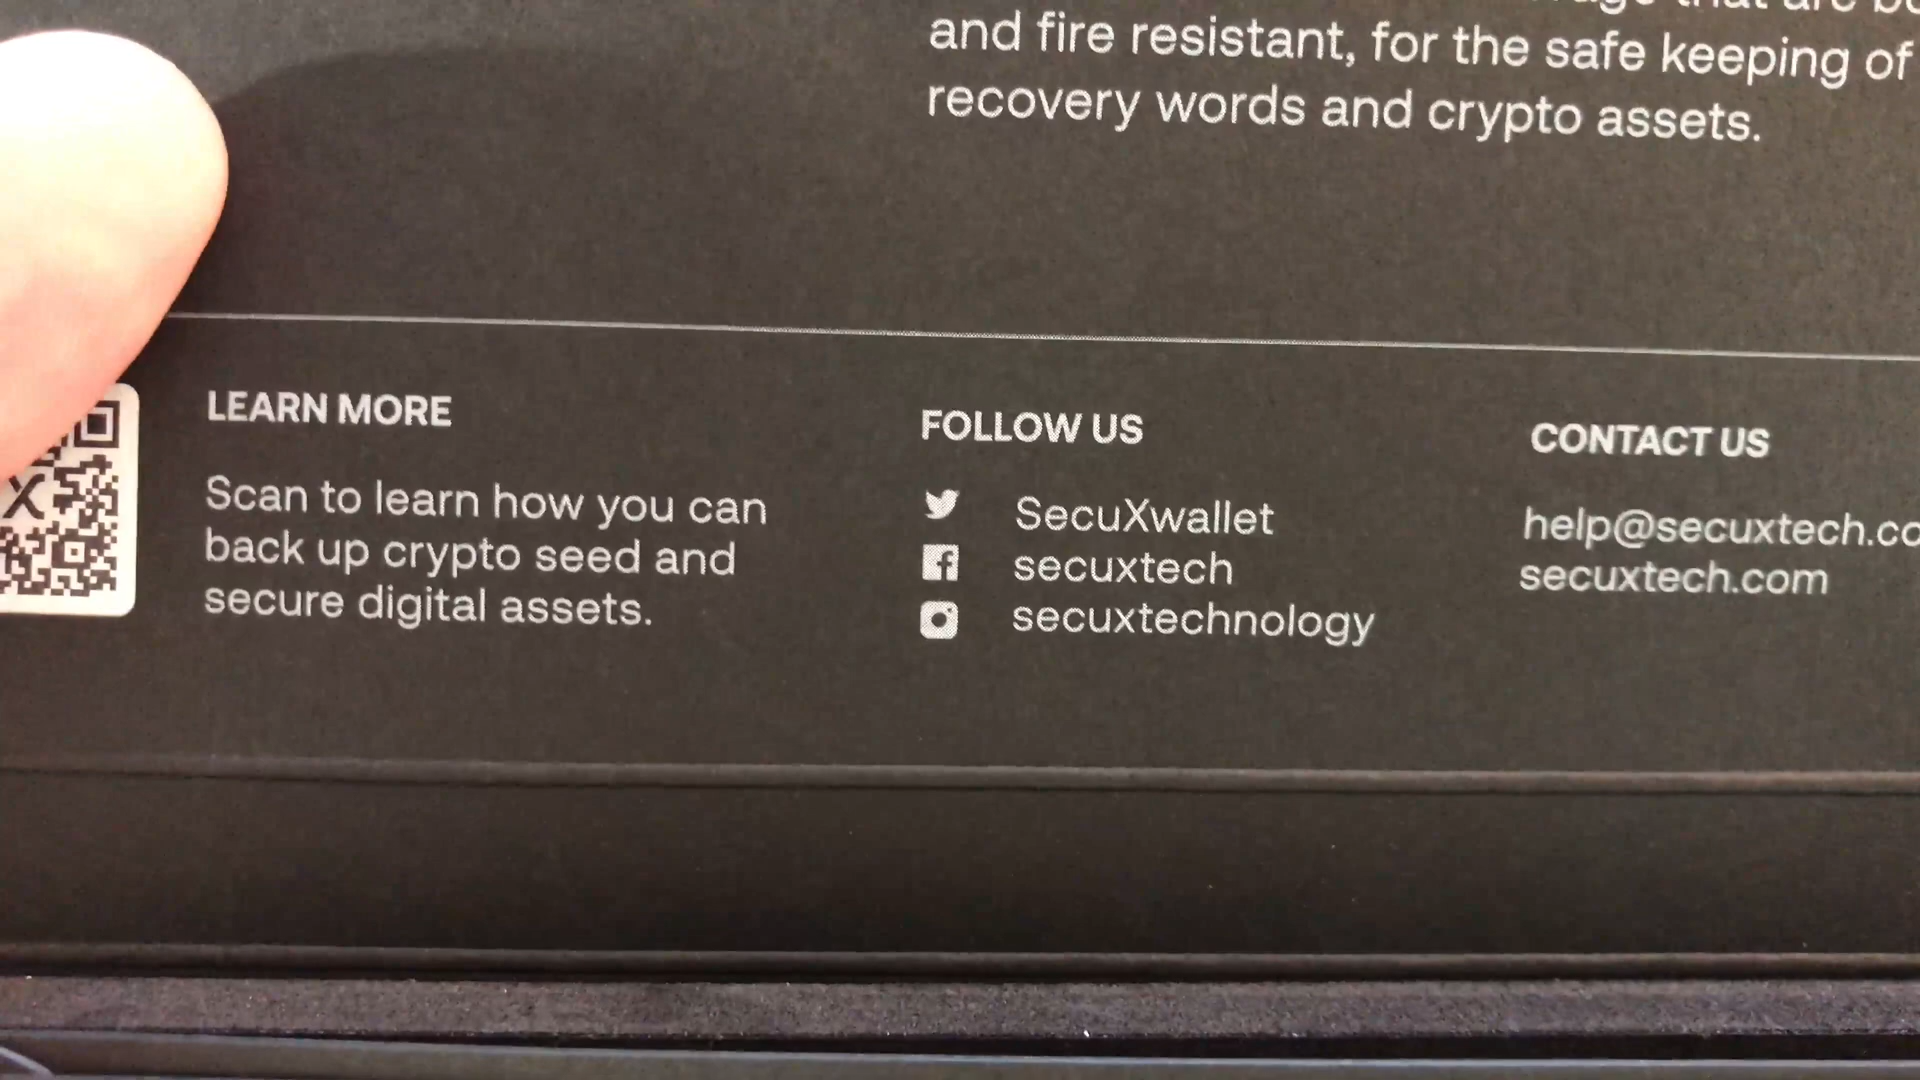 that are
and fire resistant, for the safe keeping of
recovery words and crypto assets.
LEARN MORE
Scan to learn how you can
back up crypto seed and
secure digital assets.
X
FOLLOW US
SecuXwallet
secuxtech
secuxtechnology
CONTACT US
help@secuxtech.co
secuxtech.com